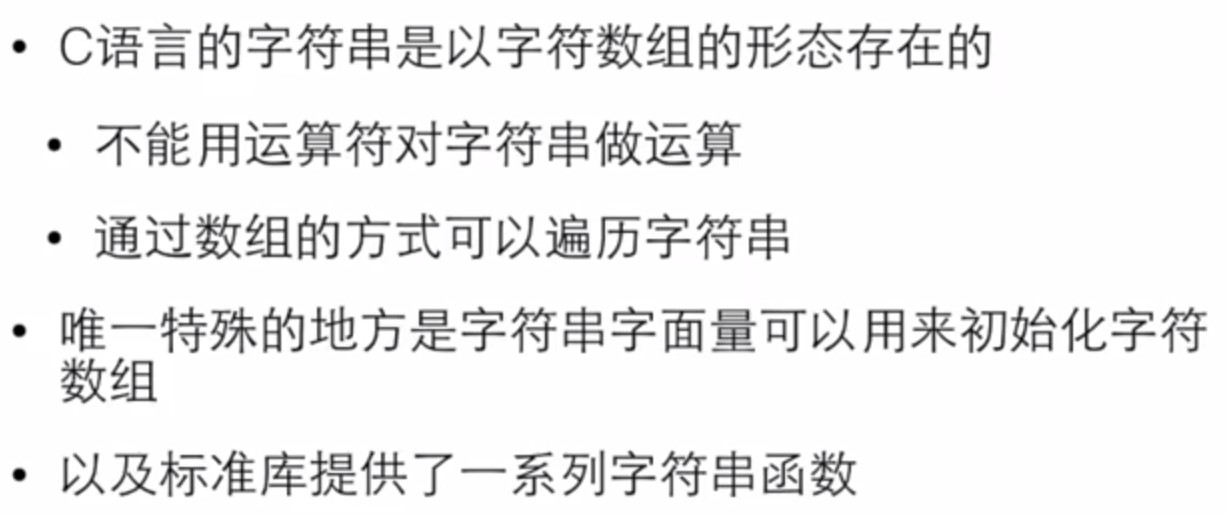 • C语言的字符串是以字符数组的形态存在的
• 不能用运算符对字符串做运算
• 通过数组的方式可以遍历字符串
• 唯一特殊的地方是字符串字面量可以用来初始化字符
数组
• 以及标准库提供了一系列字符串函数